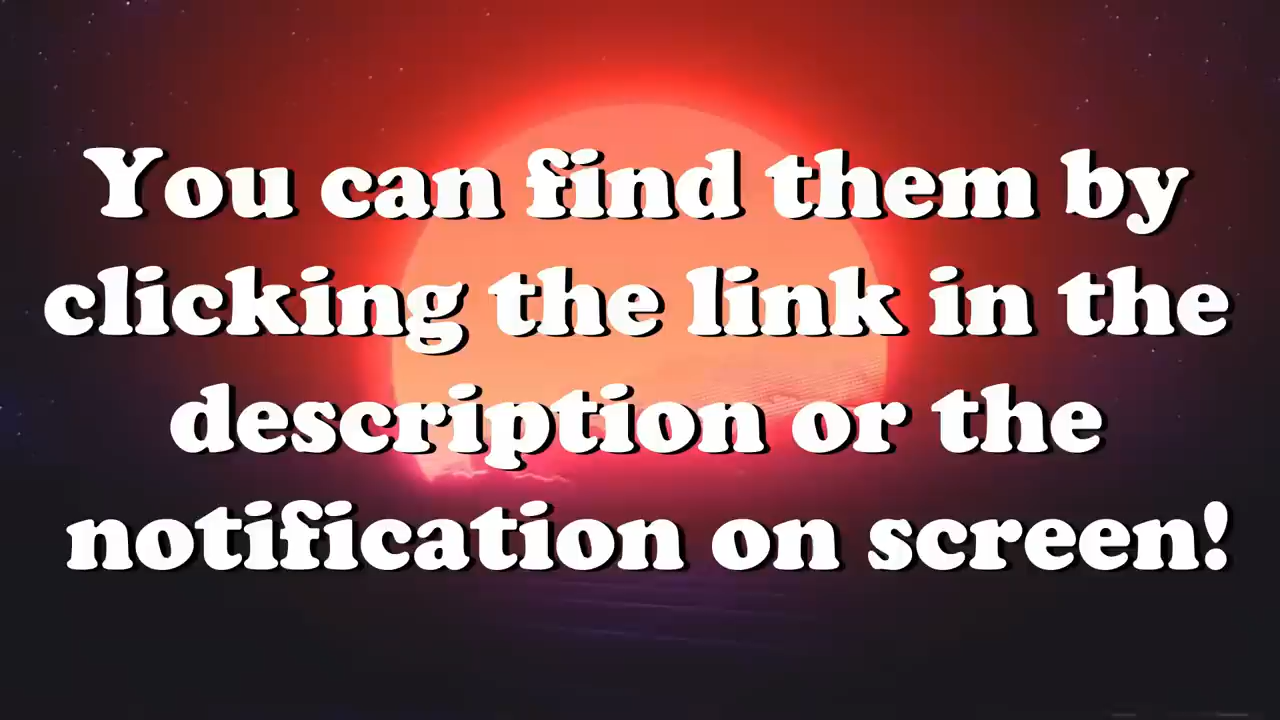 You can find them by
clicking the link in the
description or the
notification on screen!